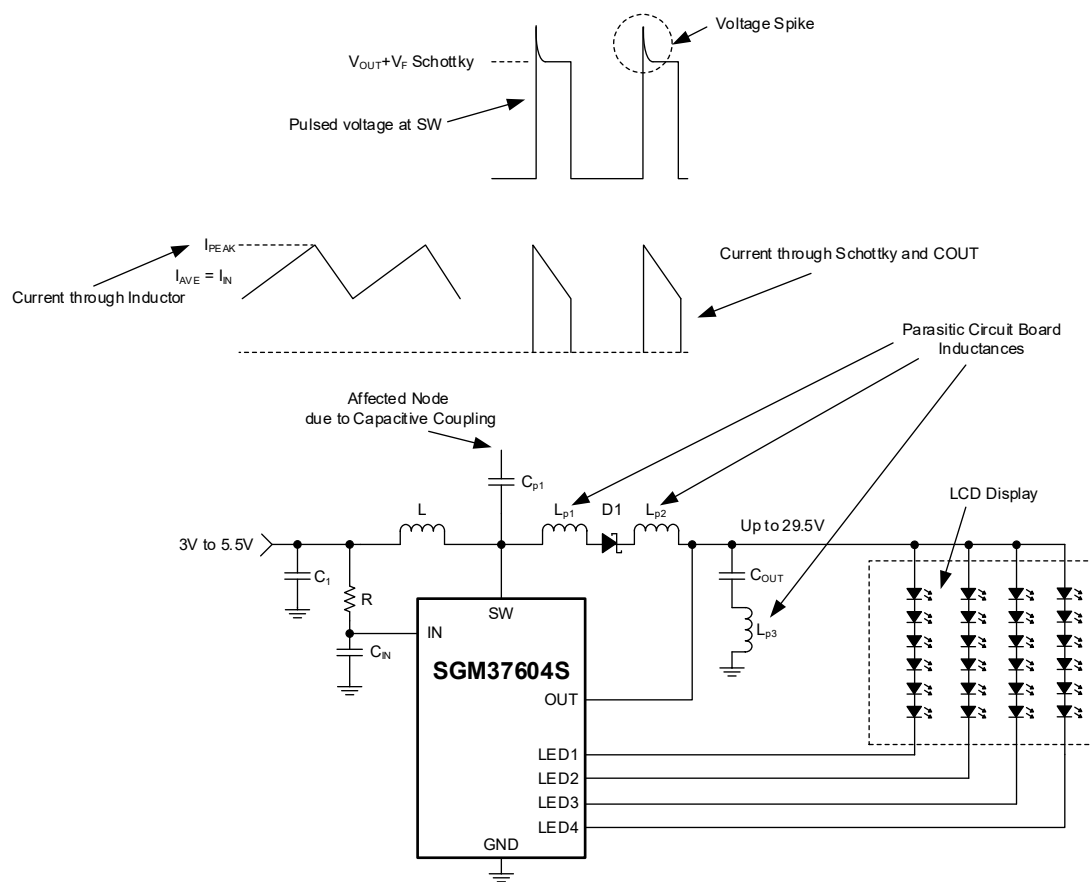 Voltage Spike
VOUT+VF Schottky
Pulsed voltage at SW
IPEAK
IAVE = IIN
Current through Inductor
Current through Schottky and COUT
Parasitic Circuit Board
Inductances
Affected Node
due to Capacitive Coupling
Cp1
L
Lp1
D1
Lp2
LCD Display
3V to 5.5V
Up to 29.5V
C1
R
COUT
Lp3
SW
IN
CIN
SGM37604S
OUT
LED1
LED2
LED3
LED4
GND